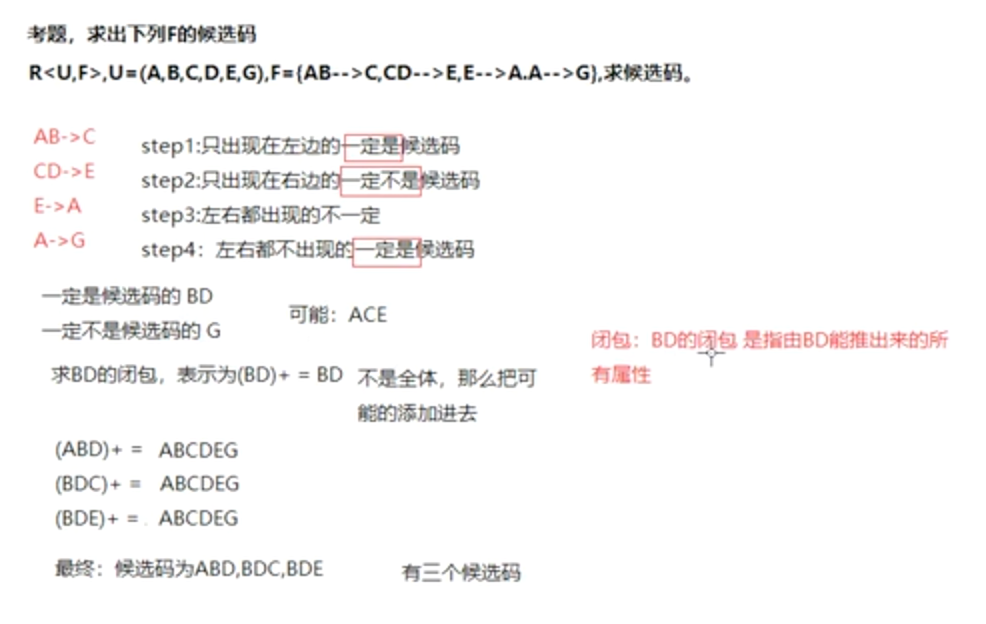 考题，求出下列F的候选码
R<U,F>,U=(A,B,C,D,E,G),F={AB-->C,CD-->E,E-->A.A-->G},求候选码。
AB->C
CD->E
E->A
A->G
step1:只出现在左边的一定是候选码
step2:只出现在右边的一定不是候选码
step3:左右都出现的不一定
step4：左右都不出现的一定是候选码
一定是候选码的 BD
一定不是候选码的 G
可能：ACE
求BD的闭包，表示为(BD)+ = BD
不是全体，那么把可
能的添加进去
闭包：BD的闭包 是指由BD能推出来的所
有属性
(ABD)+ = ABCDEG
(BDC)+ = ABCDEG
(BDE)+ = ABCDEG
最终：候选码为ABD,BDC,BDE
有三个候选码